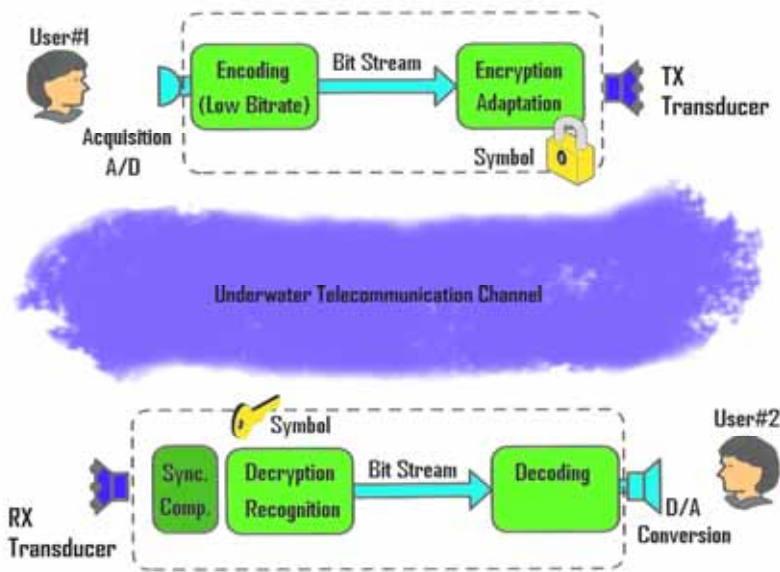 User#1
Encoding
(Low Bitrate)
Bit Stream
Encryption
Adaptation
TX
Transducer
Acquisition
A/D
Symbol
Underwater Telecommunication Channel
Symbol
User#2
Sync.
Comp.
Decryption
Recognition
Bit Stream
Decoding
RX
Transducer
D/A
Conversion